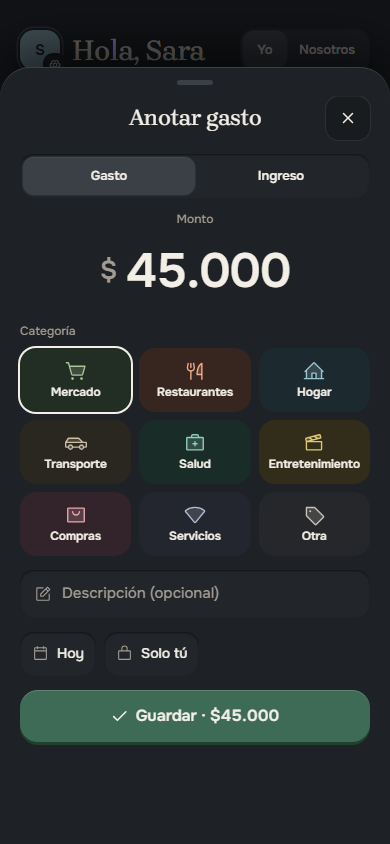 S Hola, Sara Yo Nosotros
Anotar gasto
Gasto Ingreso
Monto
$ 45.000
Categoría
Mercado Restaurantes Hogar
Transporte Salud Entretenimiento
Compras Servicios Otra
Descripción (opcional)
Hoy Solo tú
Guardar · $45.000